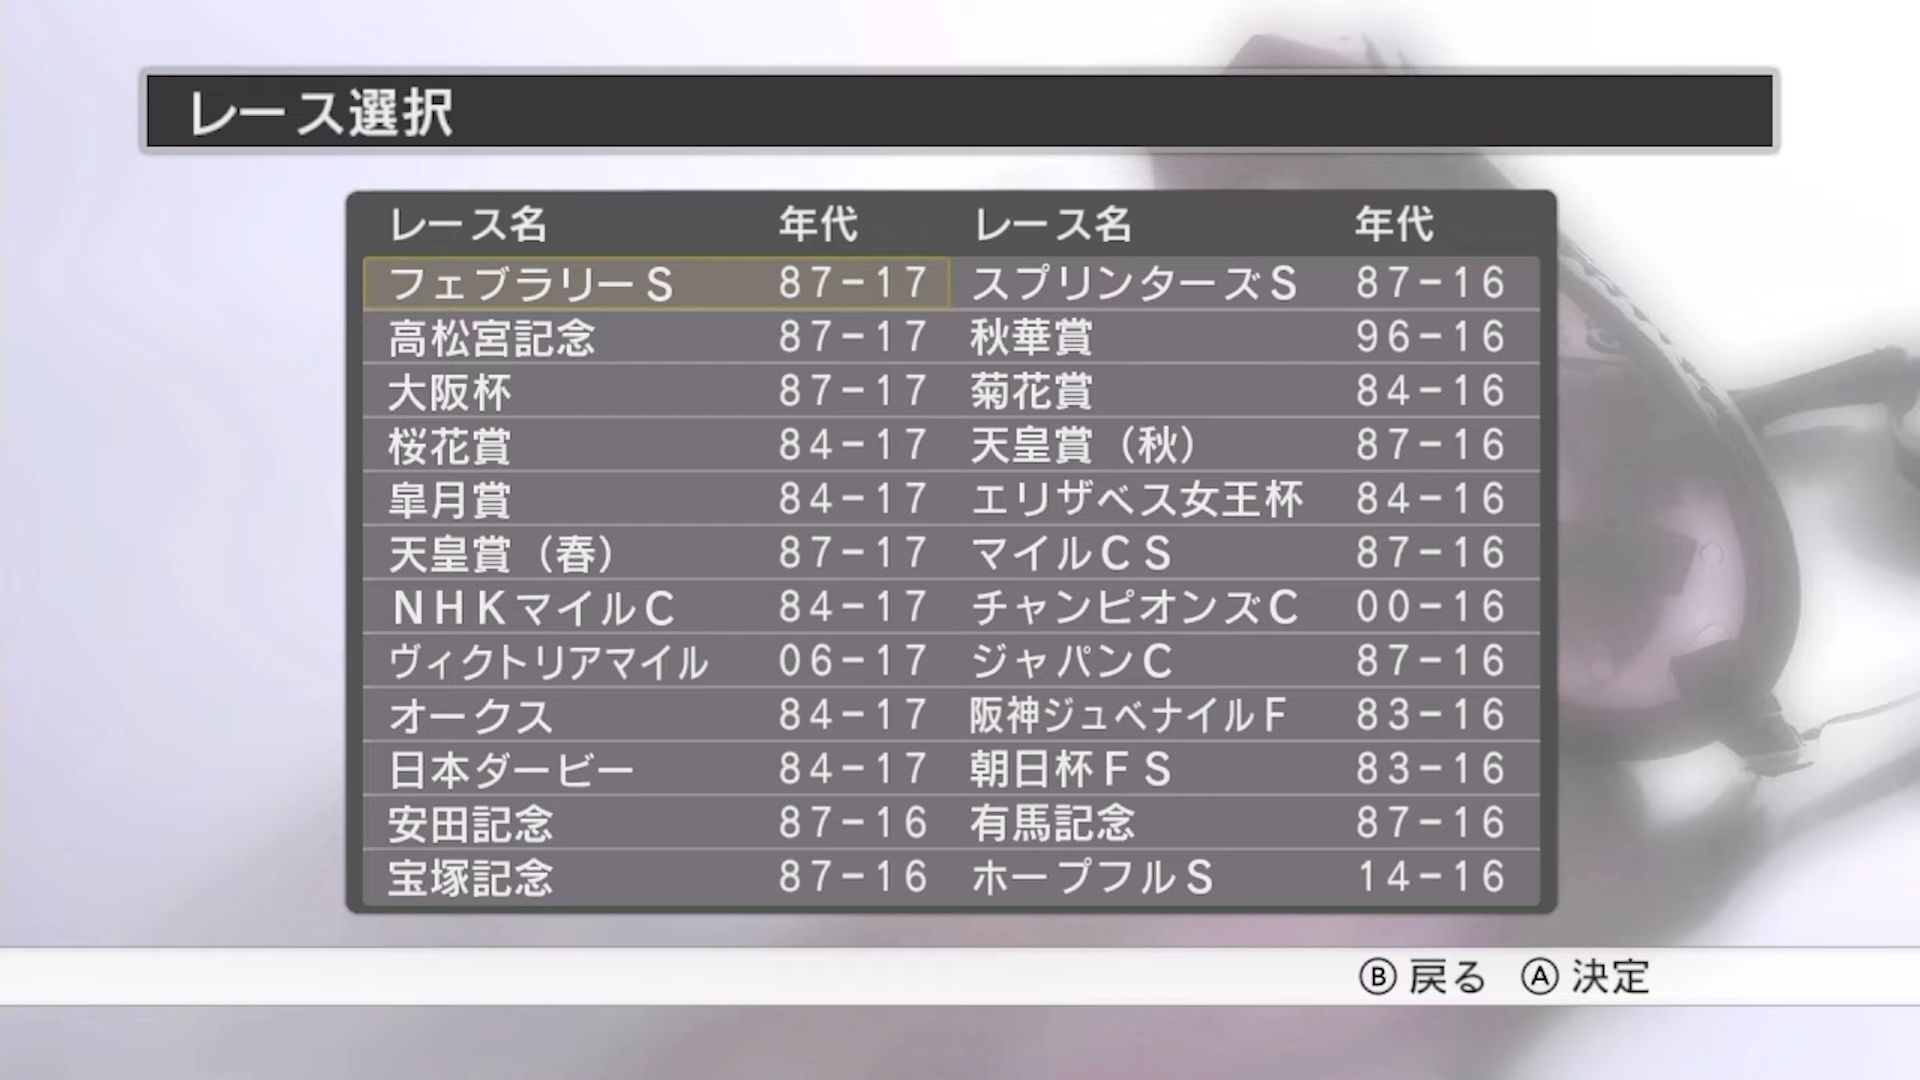 レース選択
レース名 年代 レース名 年代
フェブラリーS 87-17 スプリンターズS 87-16
高松宮記念 87-17 秋華賞 96-16
大阪杯 87-17 菊花賞 84-16
桜花賞 84-17 天皇賞（秋） 87-16
皐月賞 84-17 エリザベス女王杯 84-16
天皇賞（春） 87-17 マイルCS 87-16
NHKマイルC 84-17 チャンピオンズC 00-16
ヴィクトリアマイル 06-17 ジャパンC 87-16
オークス 84-17 阪神ジュベナイルF 83-16
日本ダービー 84-17 朝日杯FS 83-16
安田記念 87-16 有馬記念 87-16
宝塚記念 87-16 ホープフルS 14-16
Ⓑ戻る Ⓐ決定